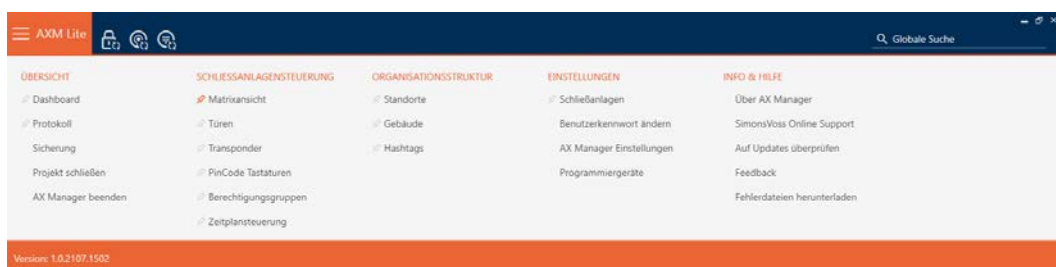 AXM Lite
Globale Suche
ÜBERSICHT
Dashboard
Protokoll
Sicherung
Projekt schließen
AX Manager beenden
SCHLIESSANLAGENSTEUERUNG
Matrixansicht
Türen
Transponder
PinCode Tastaturen
Berechtigungsgruppen
Zeitplansteuerung
ORGANISATIONSSTRUKTUR
Standorte
Gebäude
Hashtags
EINSTELLUNGEN
Schließanlagen
Benutzerkennwort ändern
AX Manager Einstellungen
Programmiergeräte
INFO & HILFE
Über AX Manager
SimonsVoss Online Support
Auf Updates überprüfen
Feedback
Fehlerdateien herunterladen
Version: 1.0.2107.1502